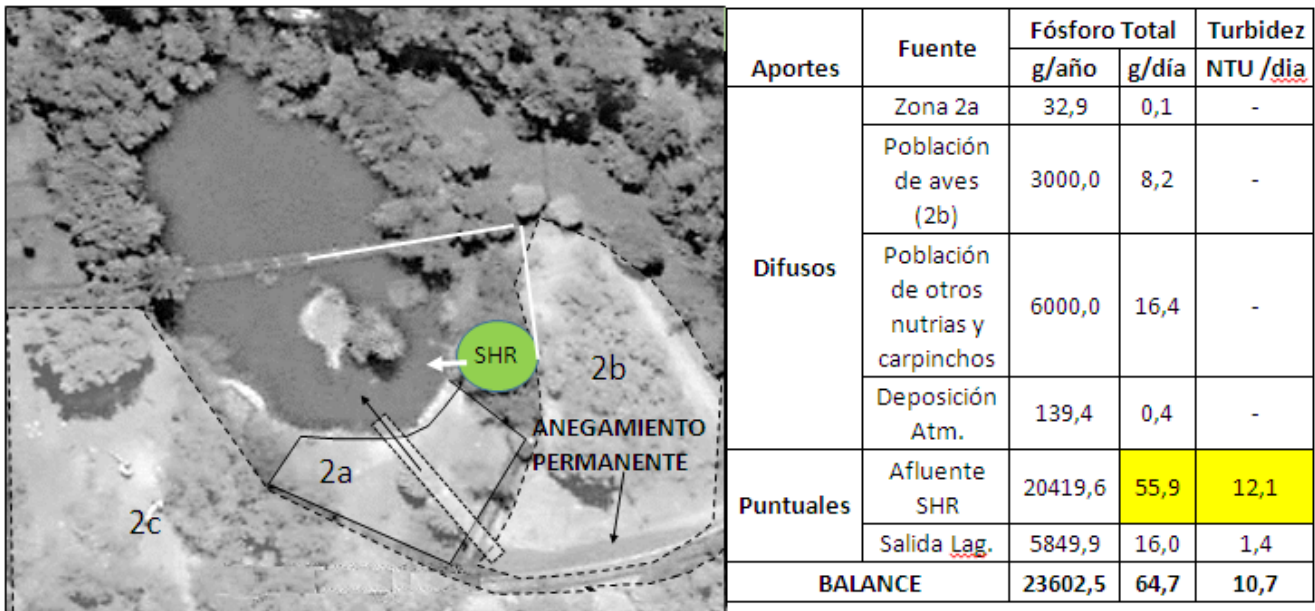 SHR
2b
ANEGAMIENTO
PERMANENTE
2a
2c
Aportes Fuente Fósforo Total Turbidez
g/año g/día NTU /dia
Difusos
Zona 2a 32,9 0,1 -
Población
de aves
(2b)
3000,0 8,2 -
Población
de otros
nutrias y
carpinchos
6000,0 16,4 -
Deposición
Atm.
139,4 0,4 -
Puntuales
Afluente
SHR
20419,6 55,9 12,1
Salida Lag. 5849,9 16,0 1,4
BALANCE 23602,5 64,7 10,7